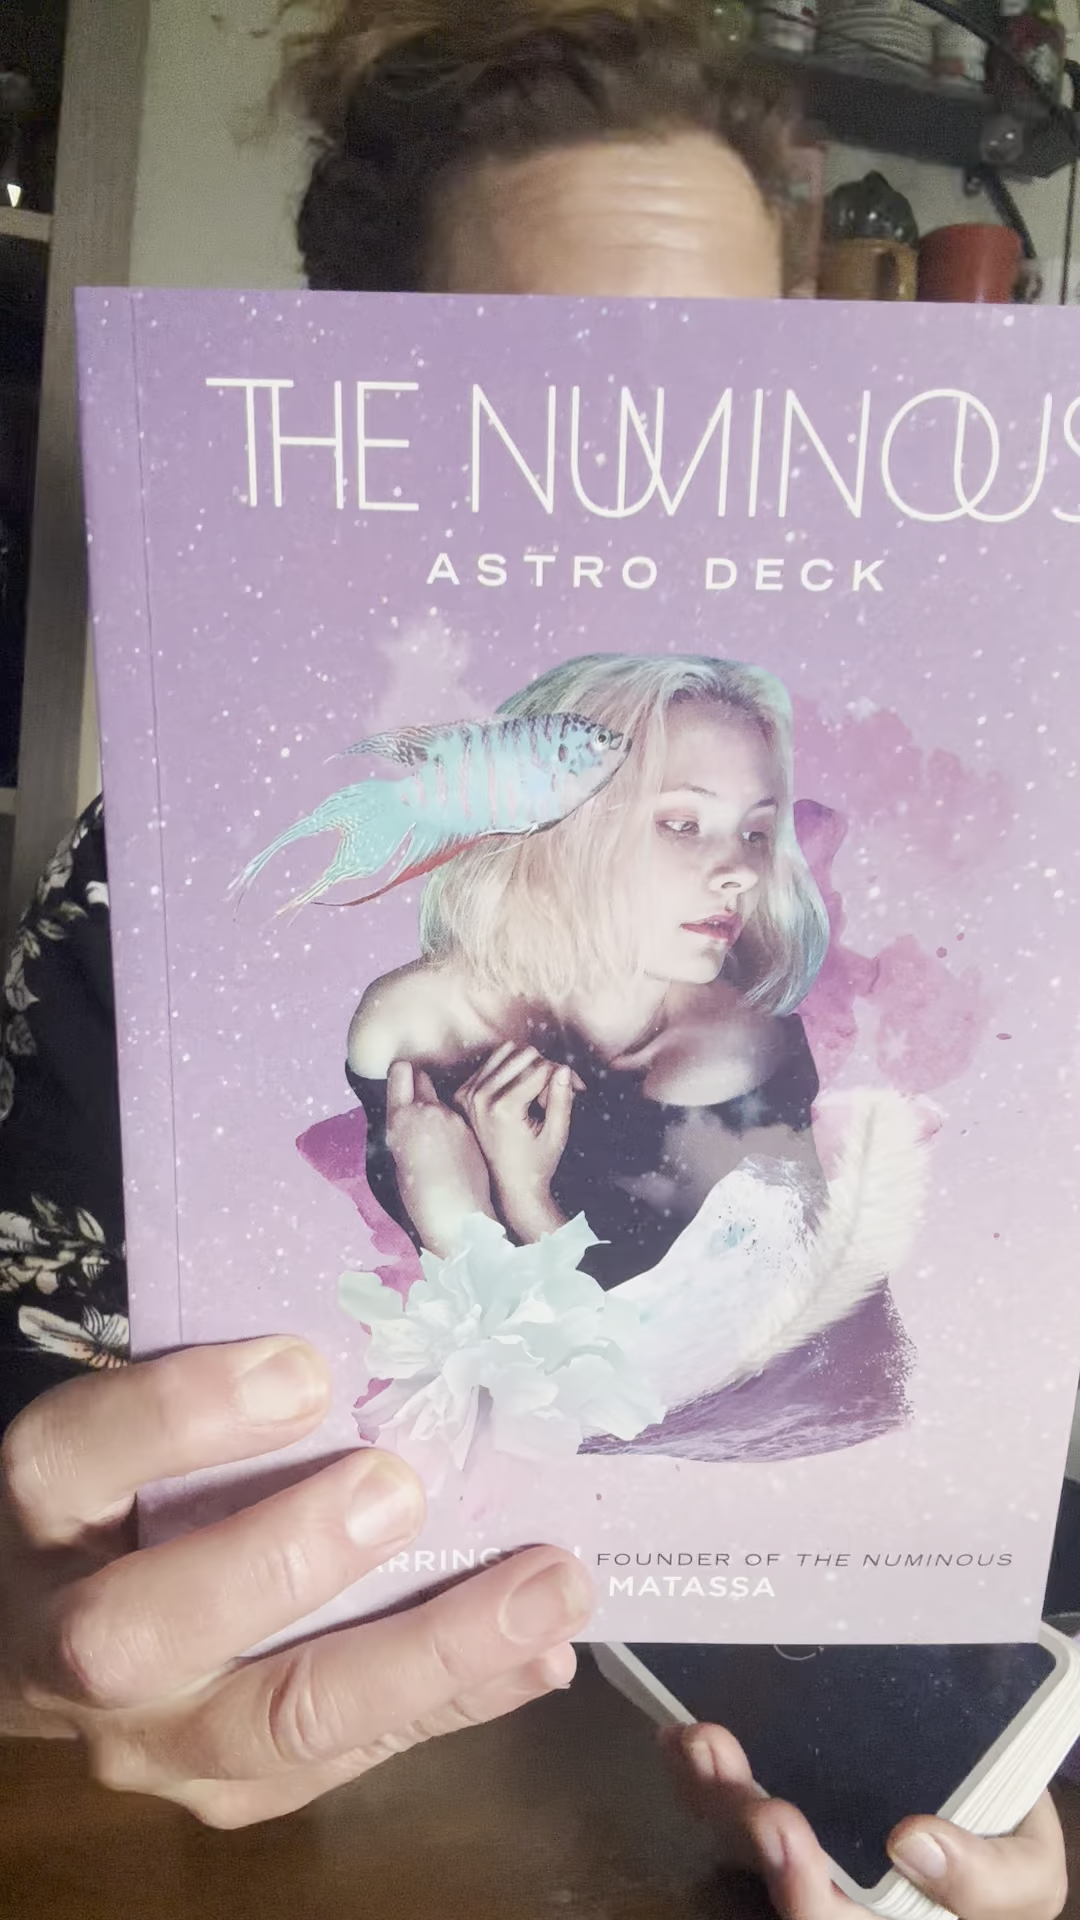 THE NUMINOUS
ASTRO DECK
FOUNDER OF THE NUMINOUS
MATASSA